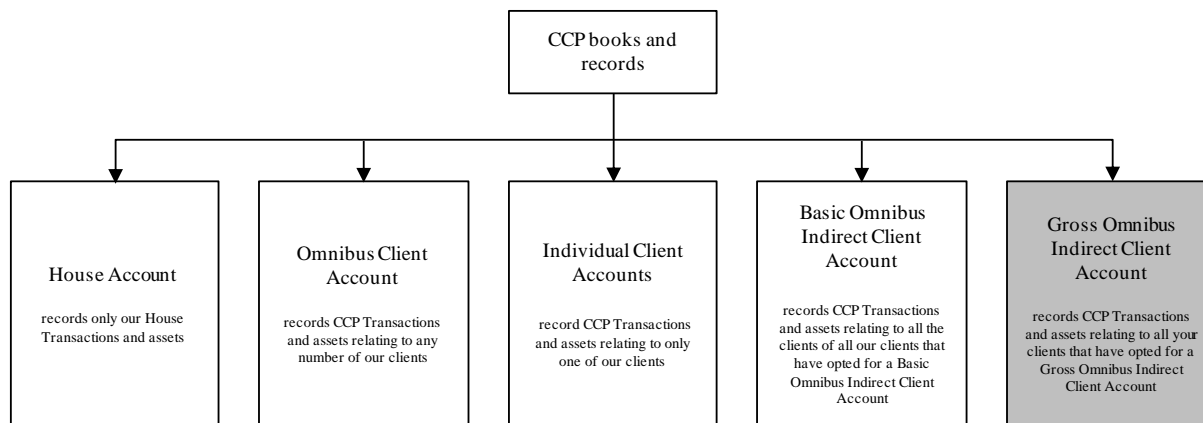 CCP books and
records
House Account
records only our House
Transactions and assets
Omnibus Client
Account
records CCP Transactions
and assets relating to any
number of our clients
Individual Client
Accounts
record CCP Transactions
and assets relating to only
one of our clients
Basic Omnibus
Indirect Client
Account
records CCP Transactions
and assets relating to all the
clients of all our clients that
have opted for a Basic
Omnibus Indirect Client
Account
Gross Omnibus
Indirect Client
Account
records CCP Transactions
and assets relating to all your
clients that have opted for a
Gross Omnibus Indirect
Client Account